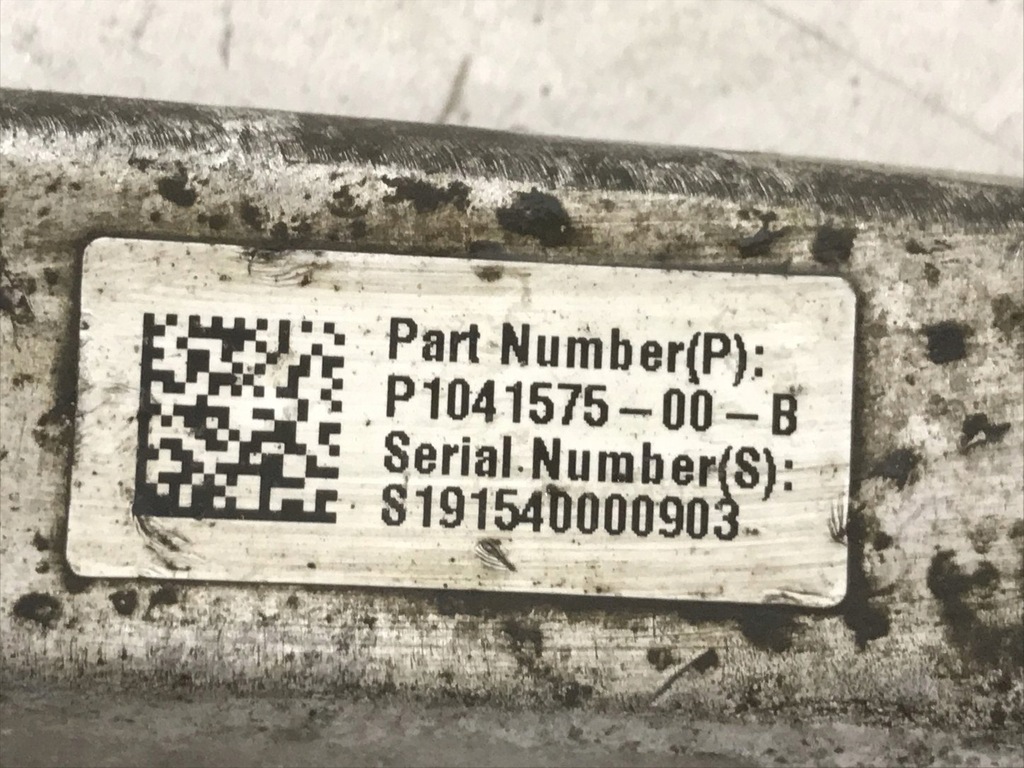 Part Number(P):
P1041575-00-B
Serial Number(S):
S191540000903